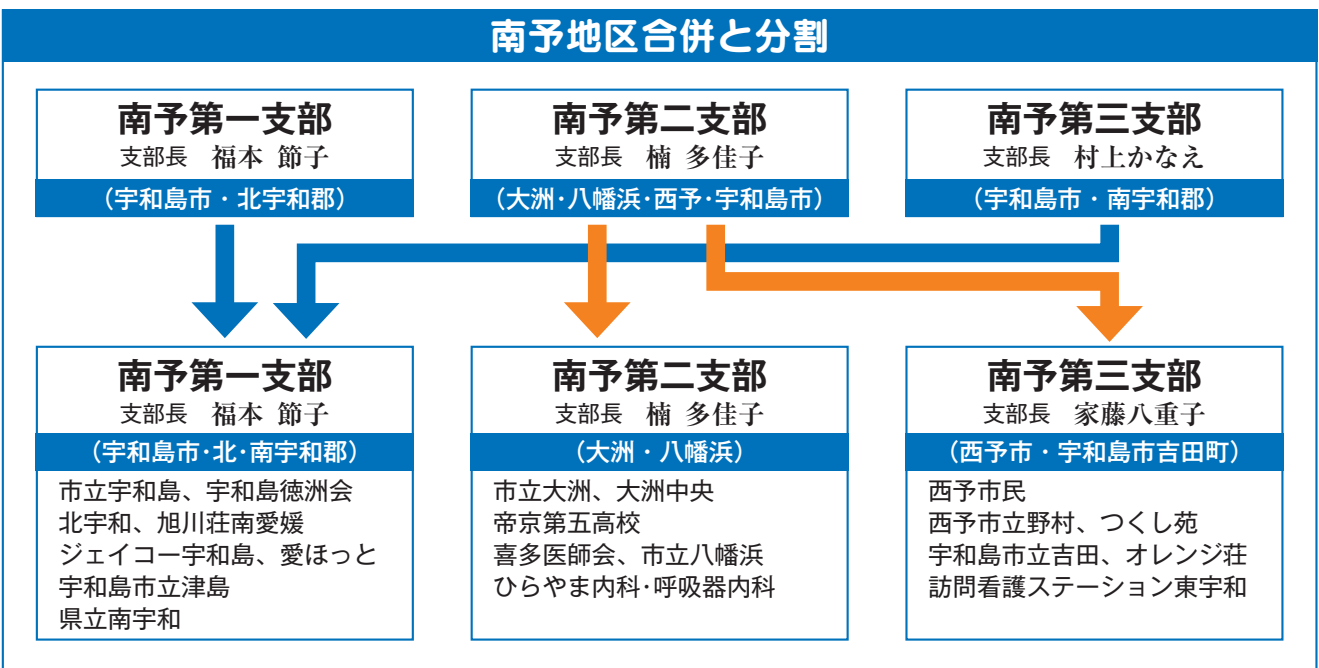 南予地区合併と分割
南予第一支部
支部長 福本 節子
（宇和島市・北宇和郡）
南予第二支部
支部長 楠 多佳子
（大洲・八幡浜・西予・宇和島市）
南予第三支部
支部長 村上かなえ
（宇和島市・南宇和郡）
南予第一支部
支部長 福本 節子
（宇和島市・北・南宇和郡）
市立宇和島、宇和島徳洲会
北宇和、旭川荘南愛媛
ジェイコー宇和島、愛ほっと
宇和島市立津島
県立南宇和
南予第二支部
支部長 楠 多佳子
（大洲・八幡浜）
市立大洲、大洲中央
帝京第五高校
喜多医師会、市立八幡浜
ひらやま内科・呼吸器内科
南予第三支部
支部長 家藤八重子
（西予市・宇和島市吉田町）
西予市民
西予市立野村、つくし苑
宇和島市立吉田、オレンジ荘
訪問看護ステーション東宇和